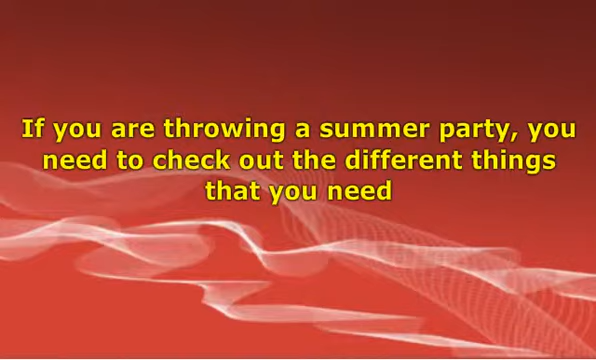 If you are throwing a summer party, you
need to check out the different things
that you need